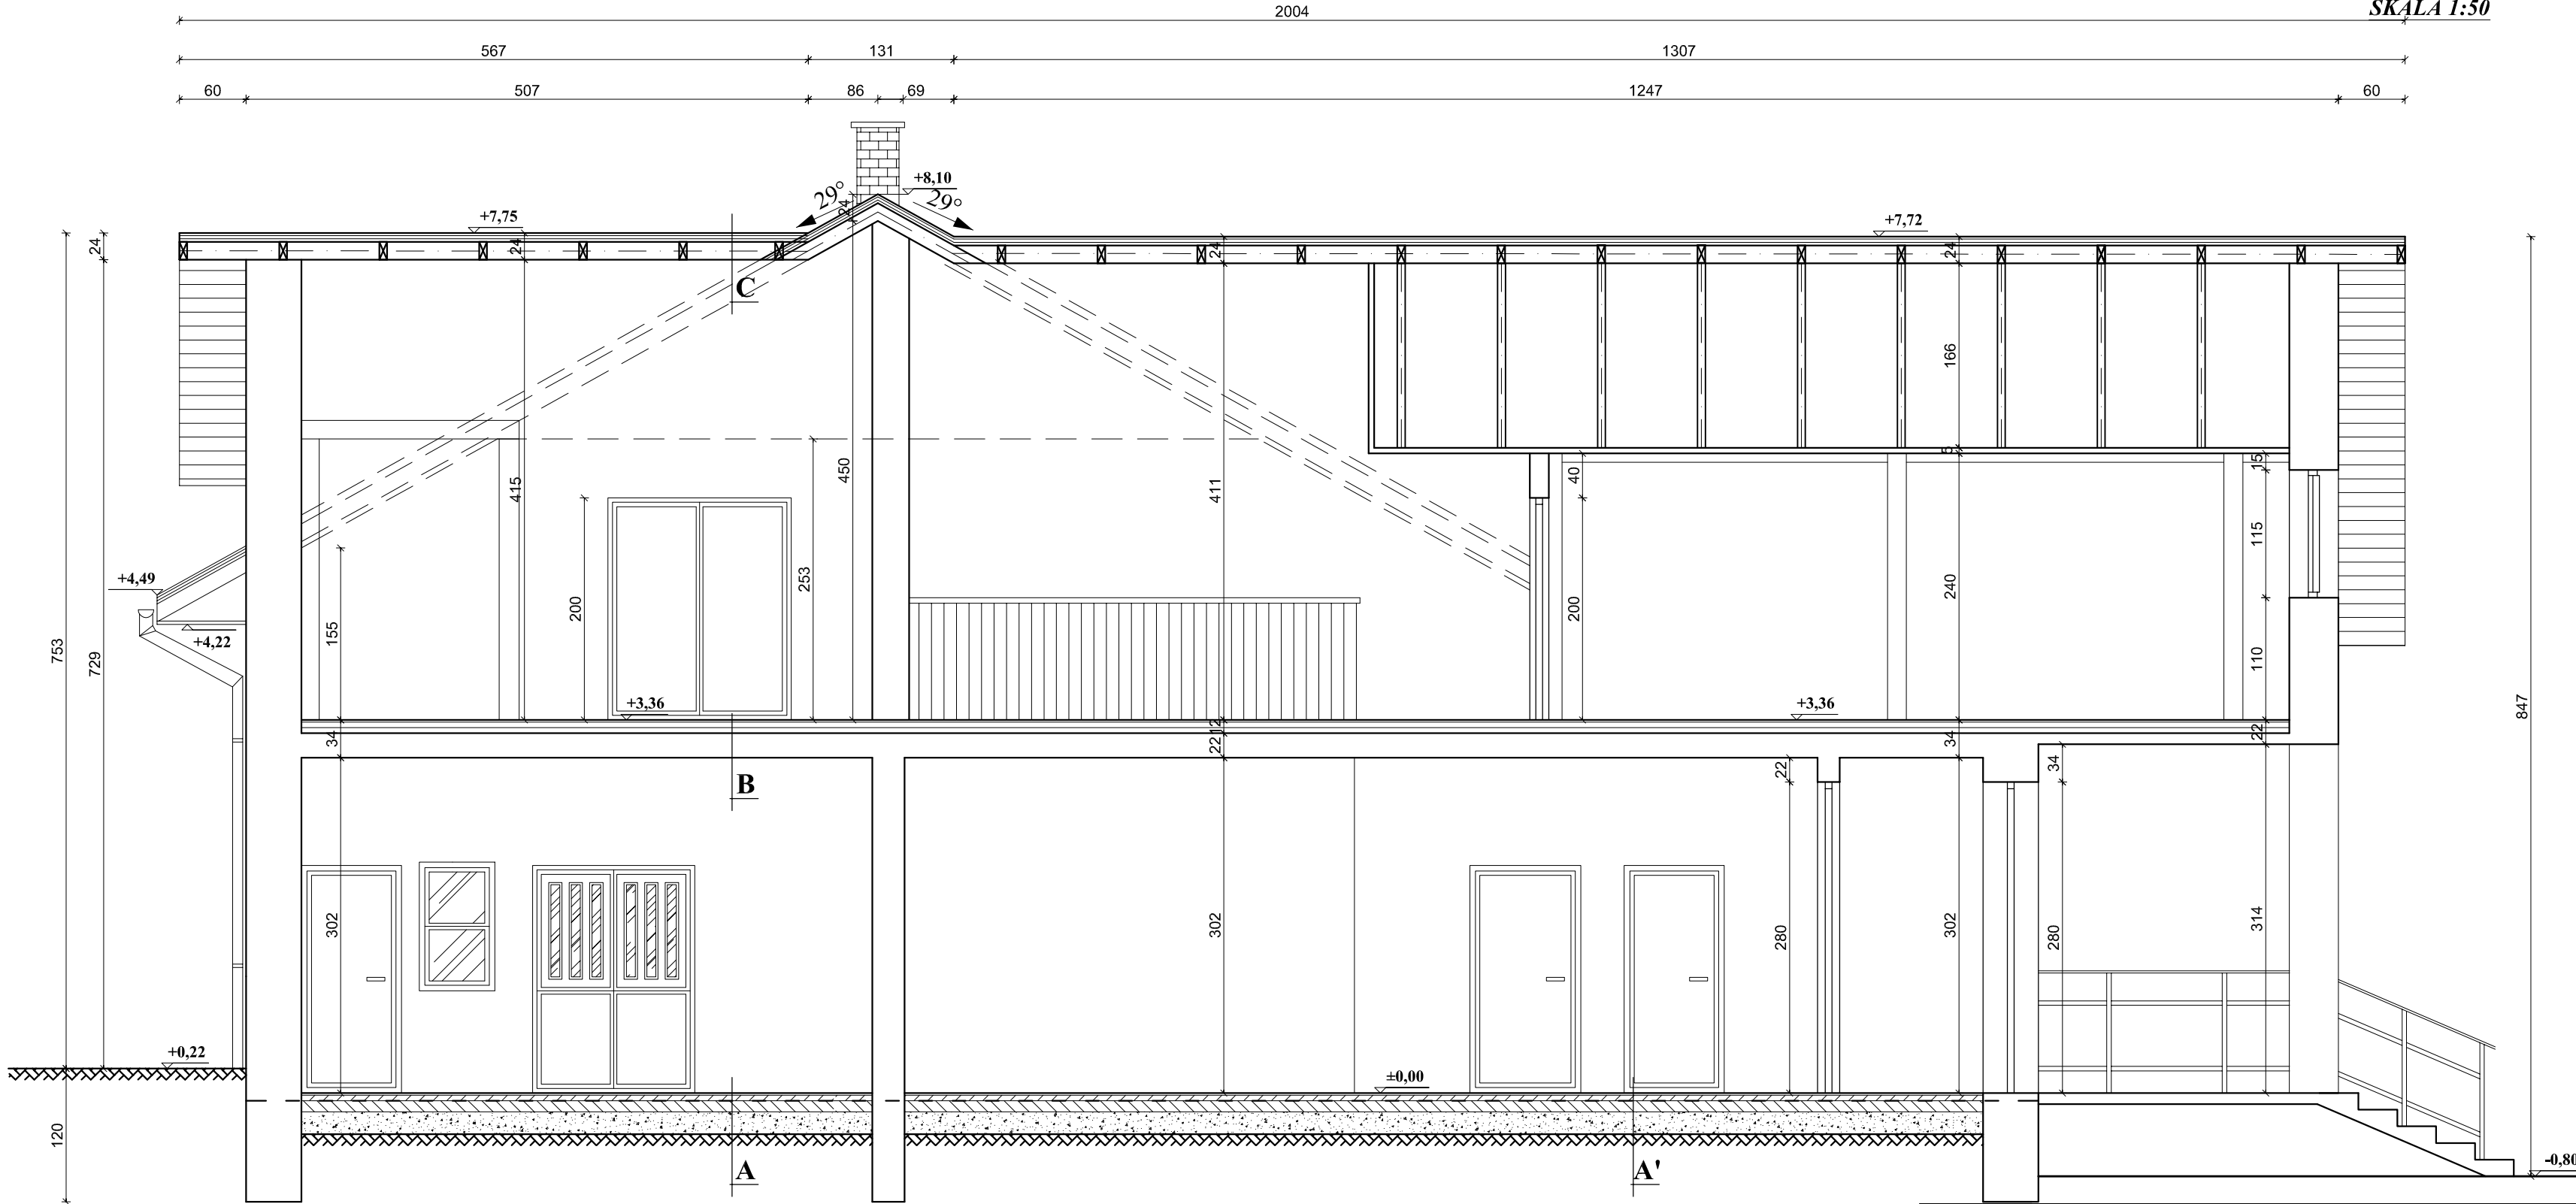 SKALA 1:50
2004
567 131 1307
60 507 86 69 1247 60
+8,10
29° 29°
24
+7,75 +7,72
24 24 24 24
C
166
5
415 450 411 40 15
253 200 200 240 115
+4,49
+4,22
155
110
753 729 847
+3,36 +3,36
34 12 22 34 22
B
22 34
302 302 280 302 280 314
+0,22
±0,00
120
A A'
-0,80